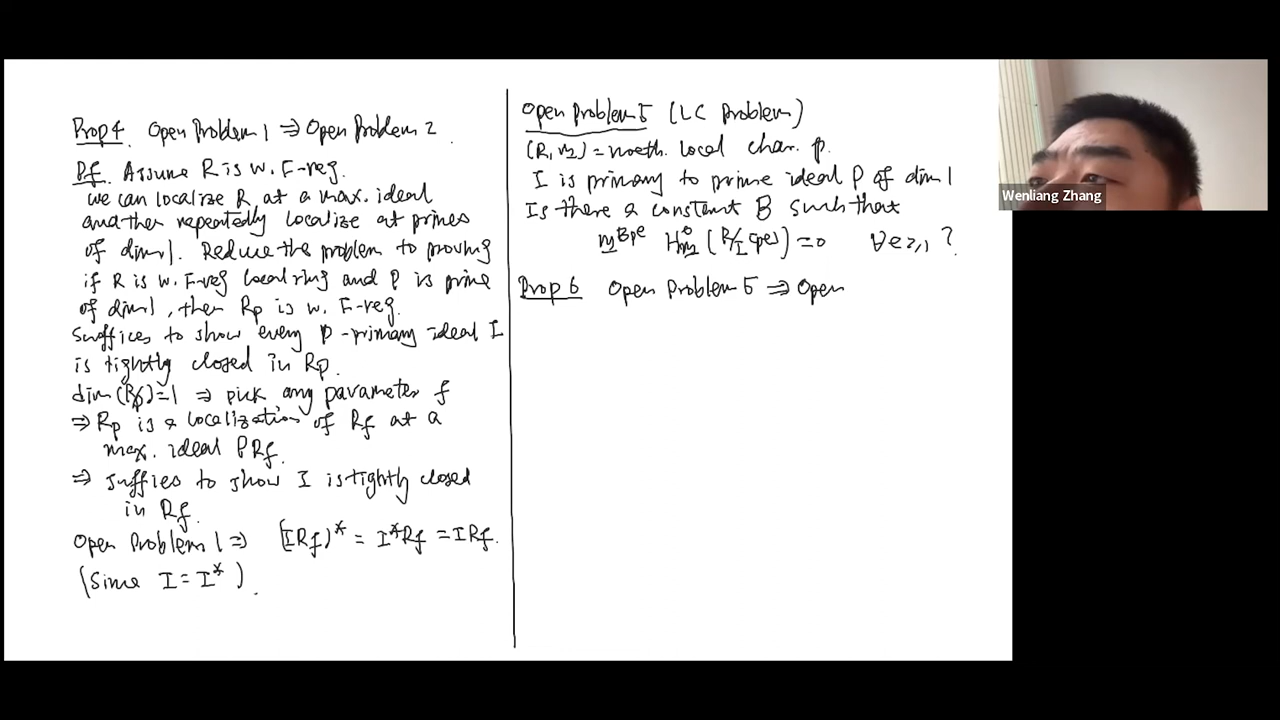 Prop 4. Open Problem 1 ⇒ Open Problem 2.
Pf. Assume R is w. F-reg.
we can localize R at a max. ideal
and then repeatedly localize at primes
of dim 1. Reduce the problem to proving
if R is w. F-reg local ring and P is prime
of dim 1, then Rp is w. F-reg.
Suffices to show every P-primary ideal I
is tightly closed in Rp.
dim(R/p)=1 ⇒ pick any parameter f
⇒ Rp is a localization of Rf at a
max. ideal PRf.
⇒ suffies to show I is tightly closed
in Rf.
Open Problem 1 ⇒ (IRf)* = I*Rf = IRf.
(Since I = I*).
Open Problem 5 (LC Problem)
(R, m) = noeth. local char. p.
I is primary to prime ideal P of dim 1
Is there a constant B such that
m^{Bp^e} H^0_m (R/I^{[p^e]}) = 0 ∀e≥1 ?
Prop 6 Open Problem 5 ⇒ Open
Wenliang Zhang